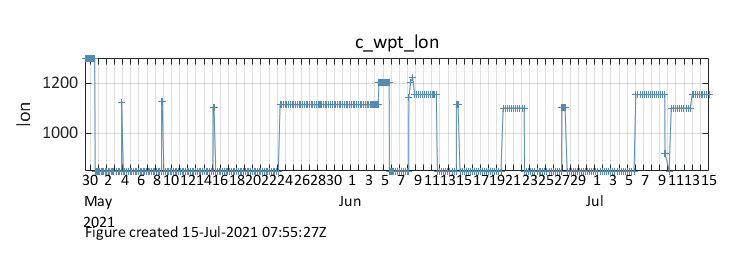 c_wpt_lon
lon
1200
1000
30 2 4 6 8 10 12 14 16 18 20 22 24 26 28 30 1 3 5 7 9 11 13 15 17 19 21 23 25 27 29 1 3 5 7 9 11 13 15
May Jun Jul
2021
Figure created 15-Jul-2021 07:55:27Z